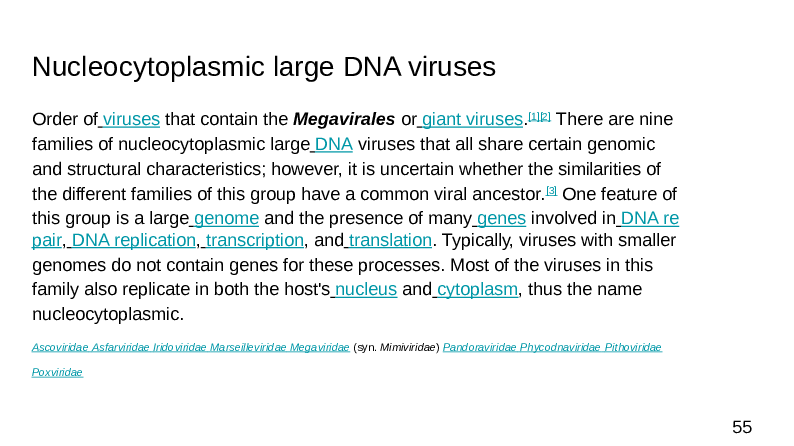 Nucleocytoplasmic large DNA viruses
Order of viruses that contain the Megavirales or giant viruses.[1][2] There are nine
families of nucleocytoplasmic large DNA viruses that all share certain genomic
and structural characteristics; however, it is uncertain whether the similarities of
the different families of this group have a common viral ancestor.[3] One feature of
this group is a large genome and the presence of many genes involved in DNA re
pair, DNA replication, transcription, and translation. Typically, viruses with smaller
genomes do not contain genes for these processes. Most of the viruses in this
family also replicate in both the host's nucleus and cytoplasm, thus the name
nucleocytoplasmic.
Ascoviridae Asfarviridae Iridoviridae Marseilleviridae Megaviridae (syn. Mimiviridae) Pandoraviridae Phycodnaviridae Pithoviridae
Poxviridae
55